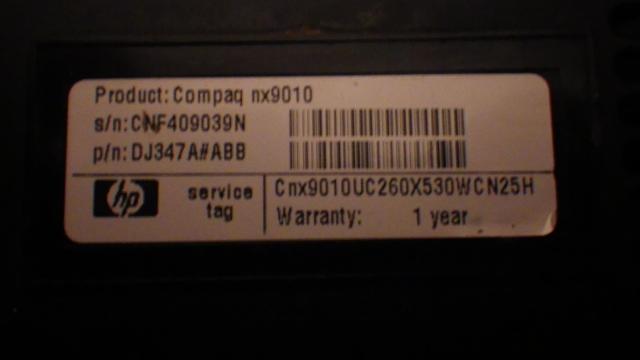 Product: Compaq nx9010
s/n: CNF409039N
p/n: DJ347A#ABB
hp
service tag
Cnx9010UC260X530WCN25H
Warranty: 1 year